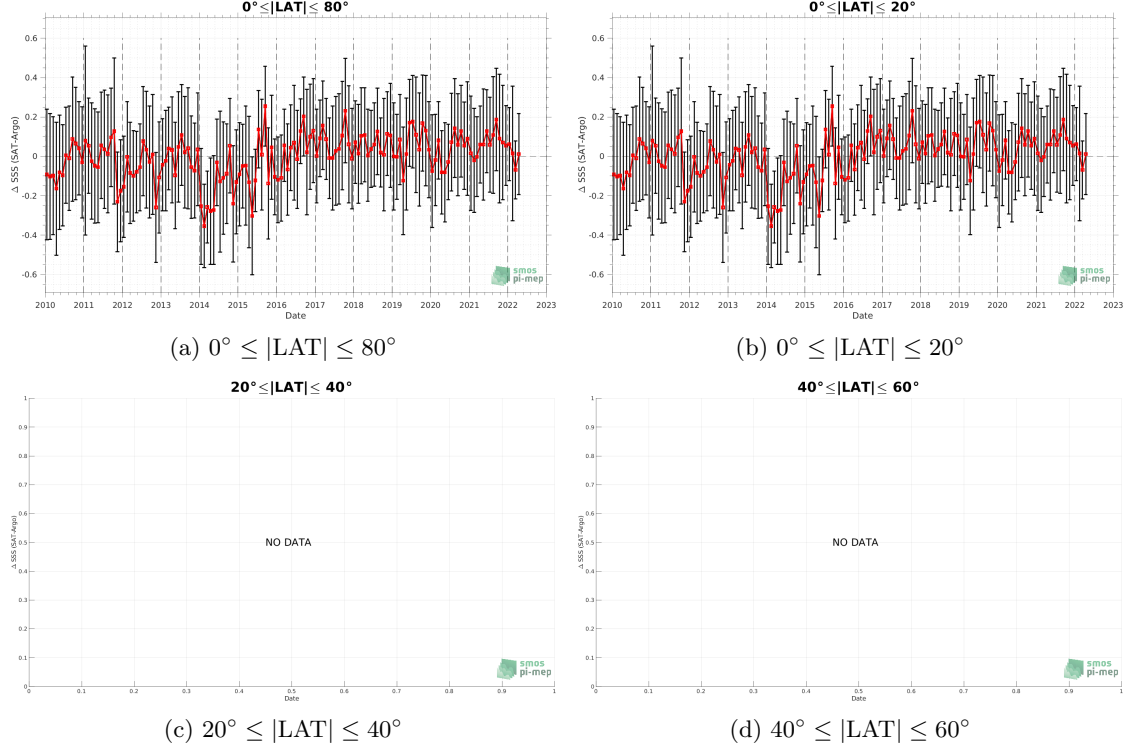 0°≤|LAT|≤ 80°
0.6
0.4
0.2
0
-0.2
-0.4
-0.6
Δ SSS (SAT-Argo)
2010 2011 2012 2013 2014 2015 2016 2017 2018 2019 2020 2021 2022 2023
Date
smos
pi-mep
(a) 0° ≤ |LAT| ≤ 80°
0°≤|LAT|≤ 20°
0.6
0.4
0.2
0
-0.2
-0.4
-0.6
Δ SSS (SAT-Argo)
2010 2011 2012 2013 2014 2015 2016 2017 2018 2019 2020 2021 2022 2023
Date
smos
pi-mep
(b) 0° ≤ |LAT| ≤ 20°
20°≤|LAT|≤ 40°
1
0.9
0.8
0.7
0.6
0.5
0.4
0.3
0.2
0.1
0
Δ SSS (SAT-Argo)
NO DATA
0 0.1 0.2 0.3 0.4 0.5 0.6 0.7 0.8 0.9 1
Date
smos
pi-mep
(c) 20° ≤ |LAT| ≤ 40°
40°≤|LAT|≤ 60°
1
0.9
0.8
0.7
0.6
0.5
0.4
0.3
0.2
0.1
0
Δ SSS (SAT-Argo)
NO DATA
0 0.1 0.2 0.3 0.4 0.5 0.6 0.7 0.8 0.9 1
Date
smos
pi-mep
(d) 40° ≤ |LAT| ≤ 60°